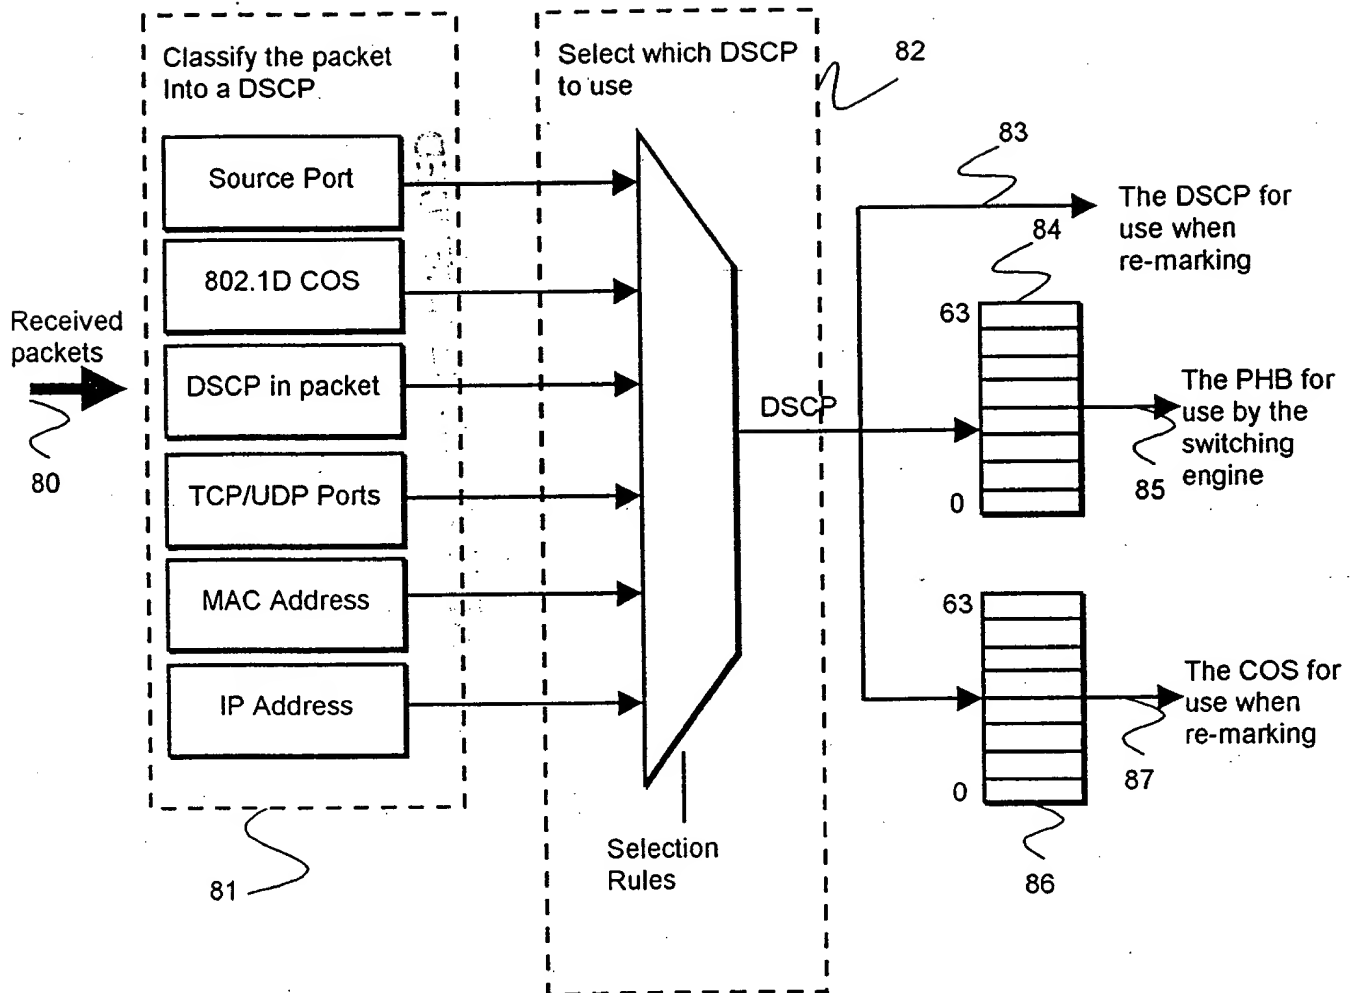 Classify the packet
Into a DSCP
Source Port
802.1D COS
DSCP in packet
TCP/UDP Ports
MAC Address
IP Address
Received
packets
80
81
Select which DSCP
to use
82
Selection
Rules
DSCP
83
The DSCP for
use when
re-marking
84
63
0
The PHB for
use by the
switching
engine
85
63
0
The COS for
use when
re-marking
87
86